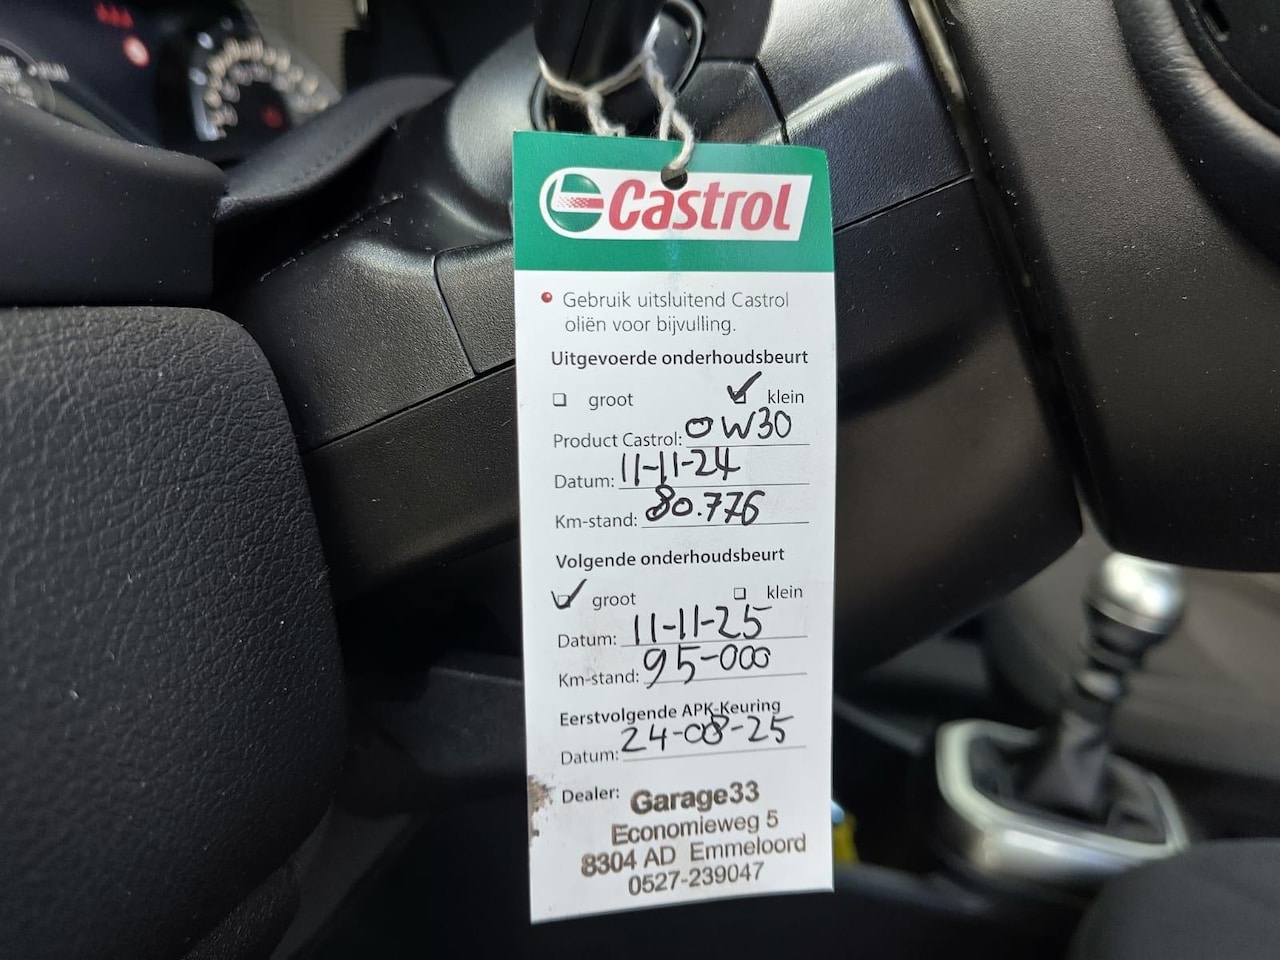 Castrol
Gebruik uitsluitend Castrol
oliën voor bijvulling.
Uitgevoerde onderhoudsbeurt
groot klein
Product Castrol: 0W30
Datum: 11-11-24
Km-stand: 80.776
Volgende onderhoudsbeurt
groot klein
Datum: 11-11-25
Km-stand: 95-000
Eerstvolgende APK-Keuring
Datum: 24-08-25
Dealer: Garage33
Economieweg 5
8304 AD Emmeloord
0527-239047